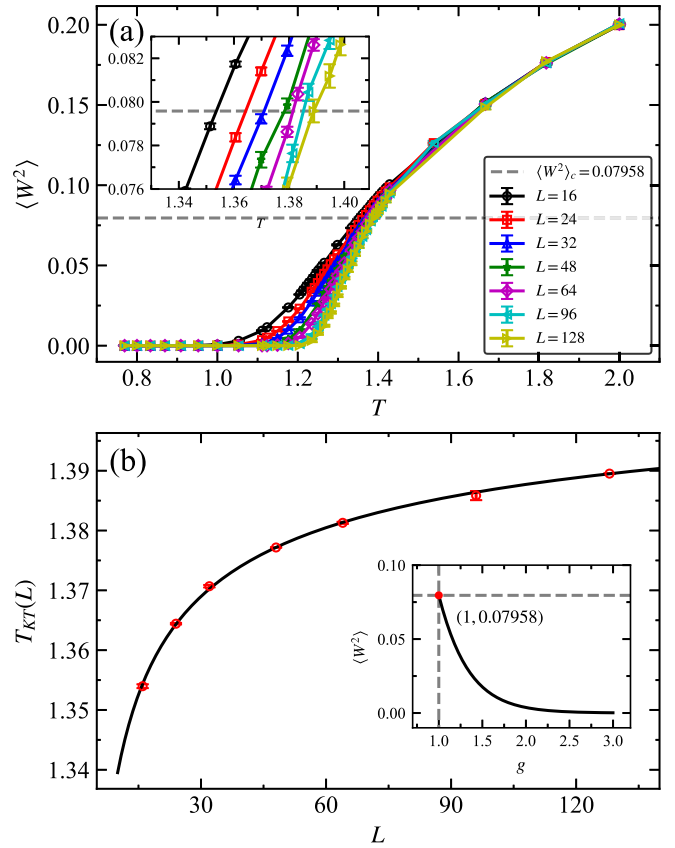 (a)
⟨W²⟩
0.20
0.15
0.10
0.05
0.00
0.8 1.0 1.2 1.4 1.6 1.8 2.0
T
0.082
0.080
0.078
0.076
1.34 1.36 1.38 1.40
T
⟨W²⟩c = 0.07958
L = 16
L = 24
L = 32
L = 48
L = 64
L = 96
L = 128
(b)
T_KT(L)
1.39
1.38
1.37
1.36
1.35
1.34
30 60 90 120
L
⟨W²⟩
0.10
0.05
0.00
(1, 0.07958)
1.0 1.5 2.0 2.5 3.0
g